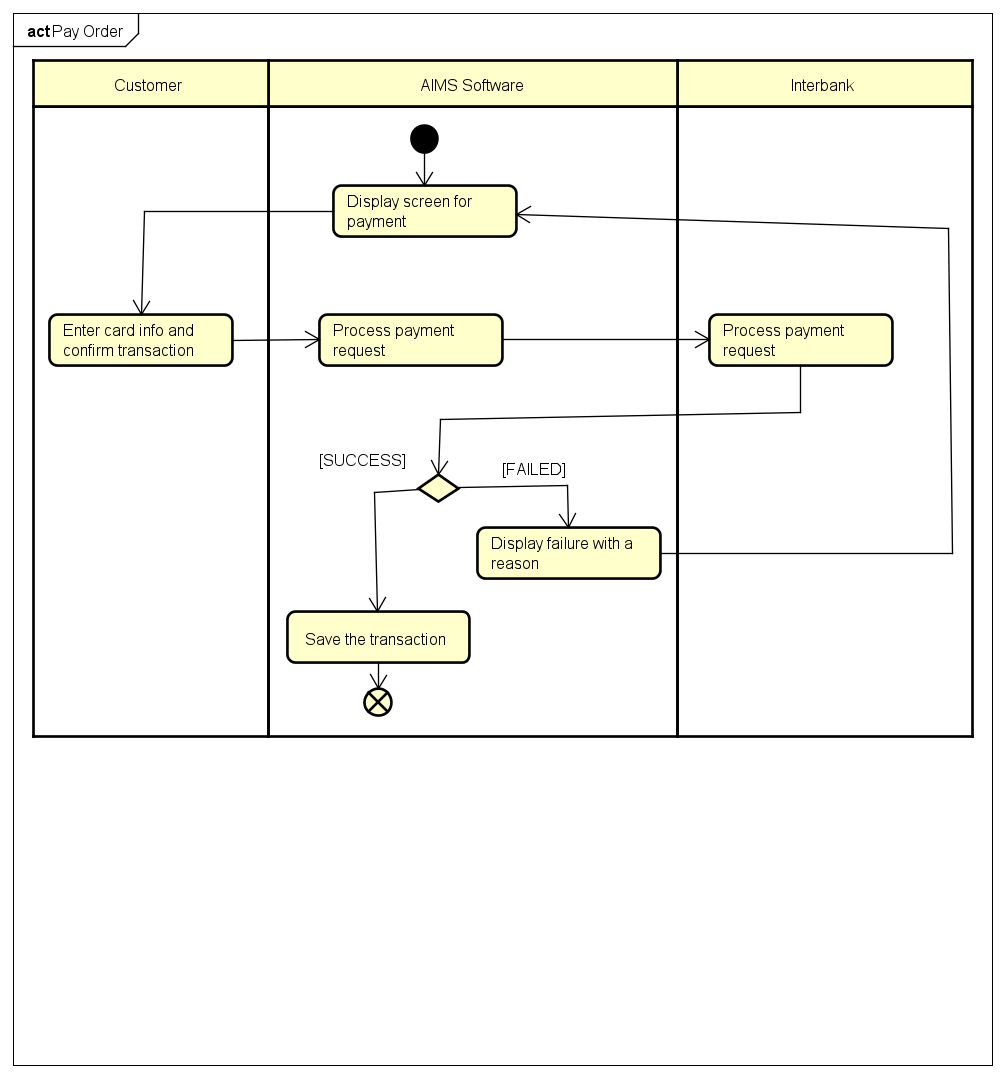 act Pay Order
Customer
AIMS Software
Interbank
Display screen for
payment
Enter card info and
confirm transaction
Process payment
request
Process payment
request
[SUCCESS]
[FAILED]
Display failure with a
reason
Save the transaction